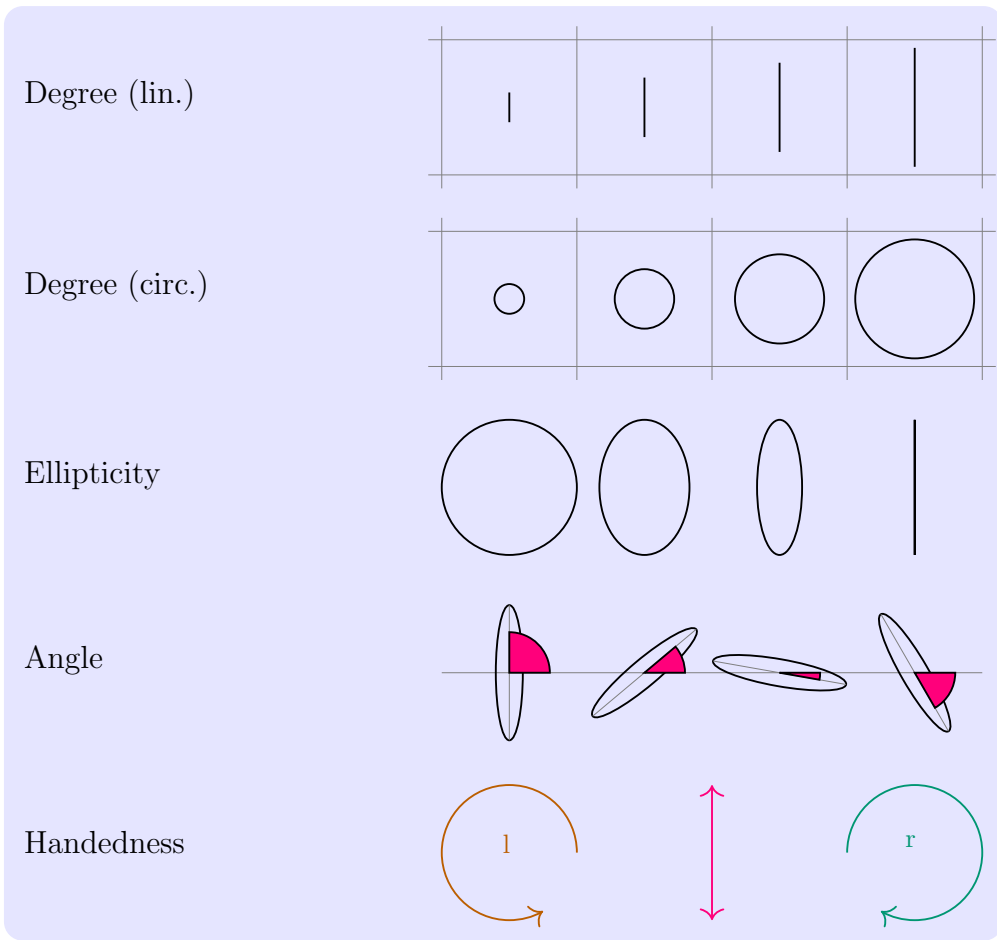 Degree (lin.)
Degree (circ.)
Ellipticity
Angle
Handedness
l
r